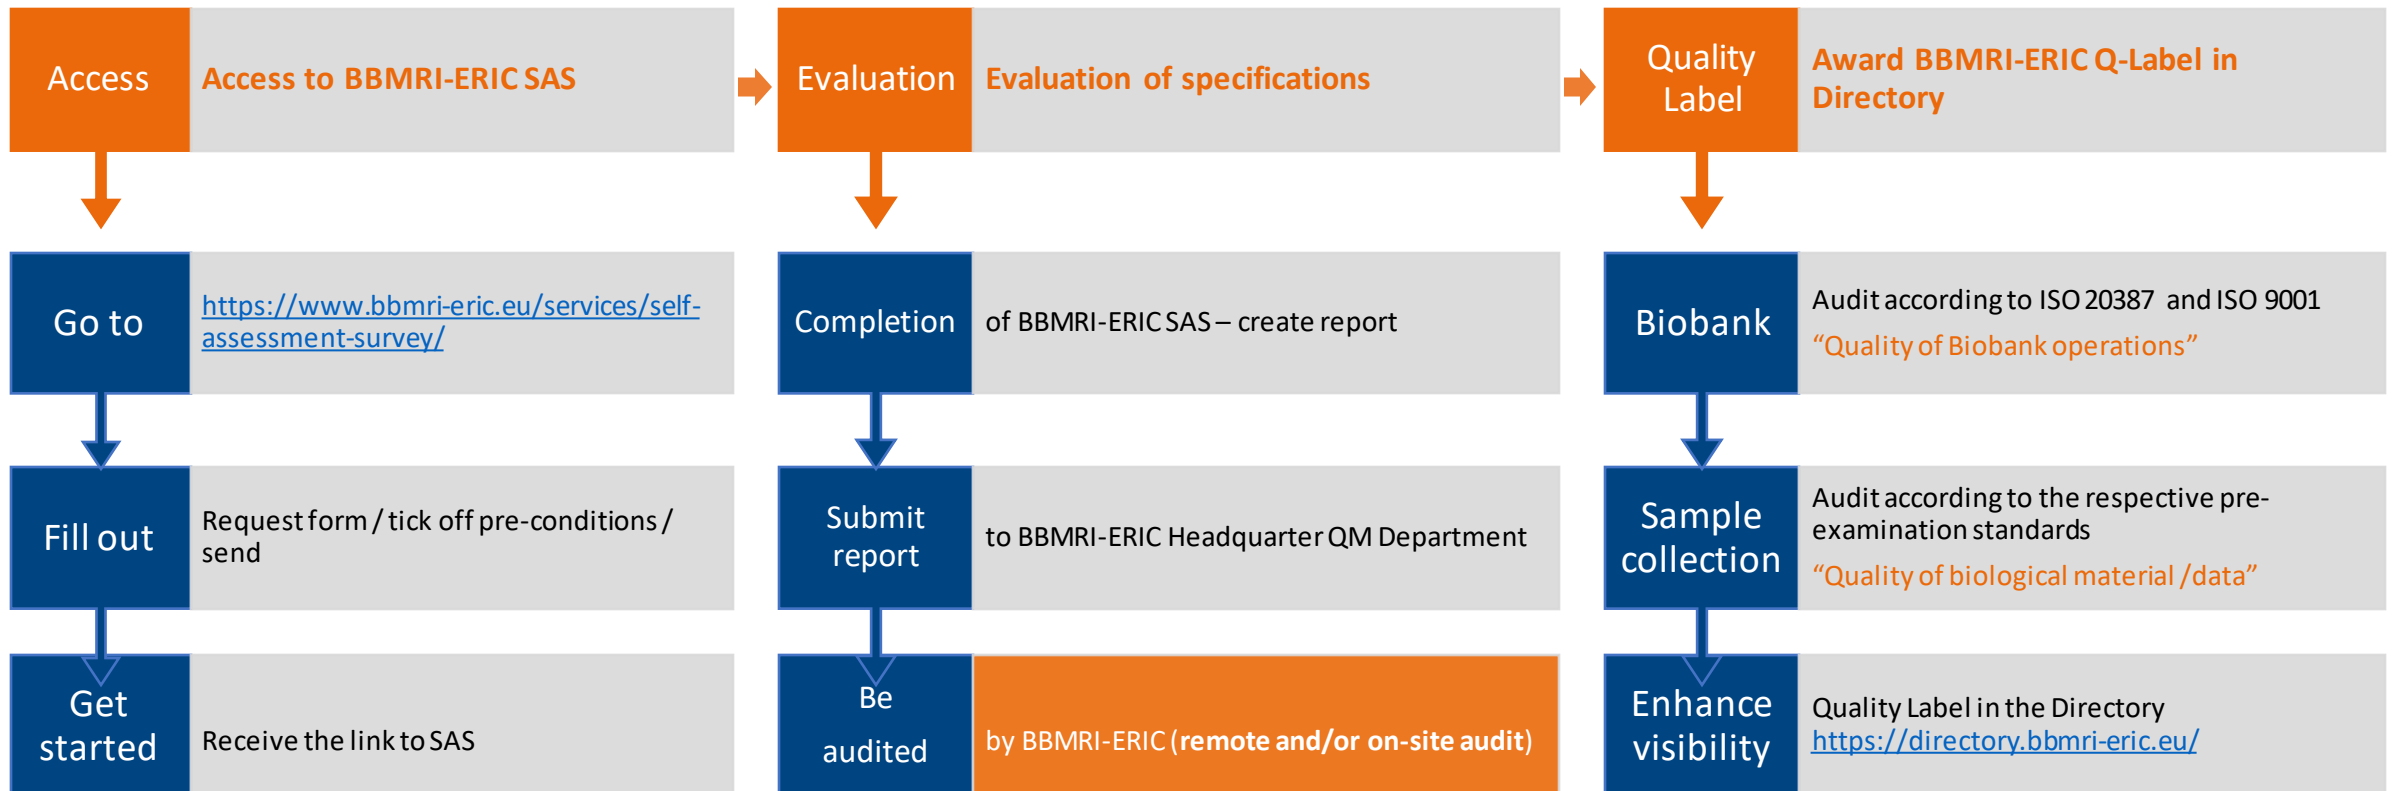 Access
Access to BBMRI-ERIC SAS
Go to
https://www.bbmri-eric.eu/services/self-
assessment-survey/
Fill out
Request form / tick off pre-conditions /
send
Get
started
Receive the link to SAS
Evaluation
Evaluation of specifications
Completion
of BBMRI-ERIC SAS – create report
Submit
report
to BBMRI-ERIC Headquarter QM Department
Be
audited
by BBMRI-ERIC (remote and/or on-site audit)
Quality
Label
Award BBMRI-ERIC Q-Label in
Directory
Biobank
Audit according to ISO 20387 and ISO 9001
“Quality of Biobank operations”
Sample
collection
Audit according to the respective pre-
examination standards
“Quality of biological material /data”
Enhance
visibility
Quality Label in the Directory
https://directory.bbmri-eric.eu/